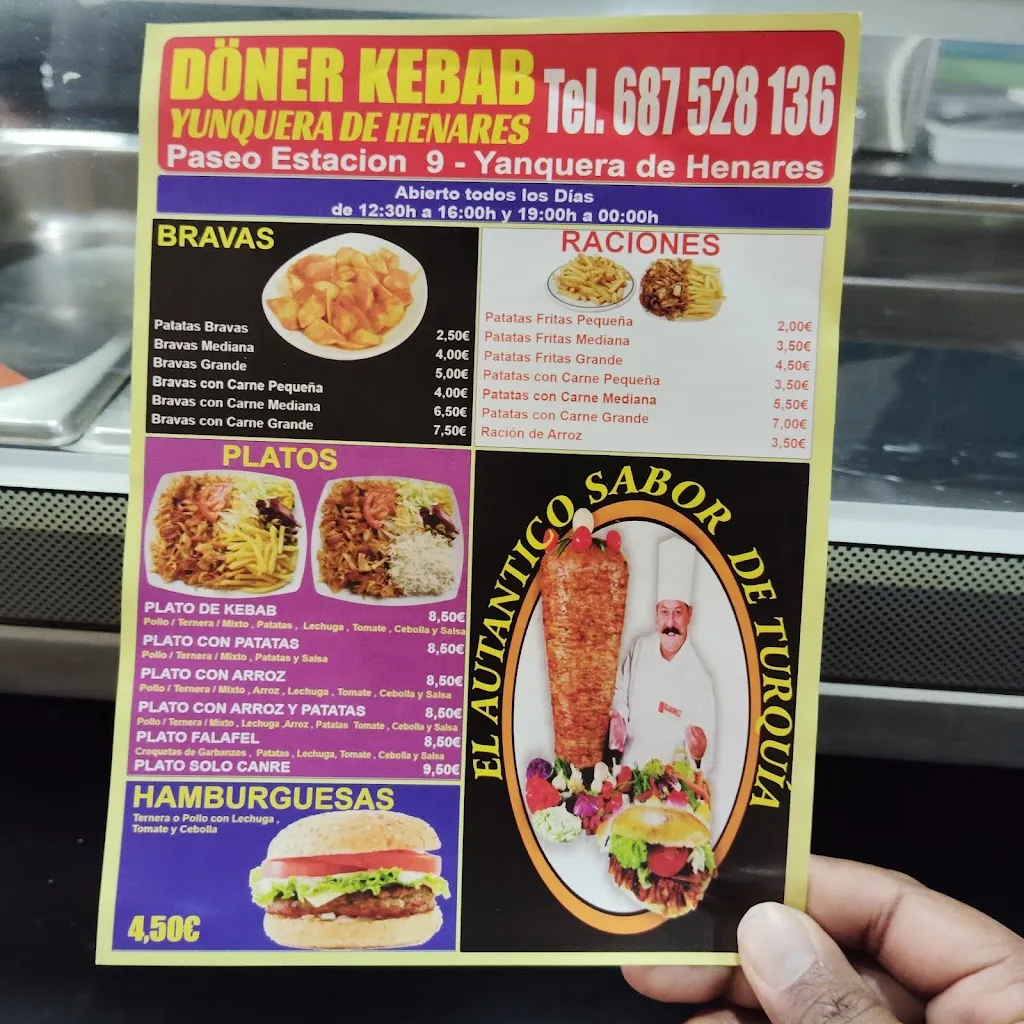 DÖNER KEBAB
YUNQUERA DE HENARES
Tel. 687 528 136
Paseo Estacion 9 - Yanquera de Henares
Abierto todos los Días
de 12:30h a 16:00h y 19:00h a 00:00h
BRAVAS
Patatas Bravas 2,50€
Bravas Mediana 4,00€
Bravas Grande 5,00€
Bravas con Carne Pequeña 4,00€
Bravas con Carne Mediana 6,50€
Bravas con Carne Grande 7,50€
RACIONES
Patatas Fritas Pequeña 2,00€
Patatas Fritas Mediana 3,50€
Patatas Fritas Grande 4,50€
Patatas con Carne Pequeña 3,50€
Patatas con Carne Mediana 5,50€
Patatas con Carne Grande 7,00€
Ración de Arroz 3,50€
PLATOS
PLATO DE KEBAB 8,50€
Pollo / Ternera / Mixto , Patatas , Lechuga , Tomate , Cebolla y Salsa
PLATO CON PATATAS 8,50€
Pollo / Ternera / Mixto , Patatas y Salsa
PLATO CON ARROZ 8,50€
Pollo / Ternera / Mixto , Arroz , Lechuga , Tomate , Cebolla y Salsa
PLATO CON ARROZ Y PATATAS 8,50€
Pollo / Ternera / Mixto , Lechuga ,Arroz , Patatas Tomate , Cebolla y Salsa
PLATO FALAFEL 8,50€
Croquetas de Garbanzos , Patatas , Lechuga, Tomate , Cebolla y Salsa
PLATO SOLO CANRE 9,50€
EL AUTANTICO SABOR DE TURQUÍA
HAMBURGUESAS
Ternera o Pollo con Lechuga ,
Tomate y Cebolla
4,50€